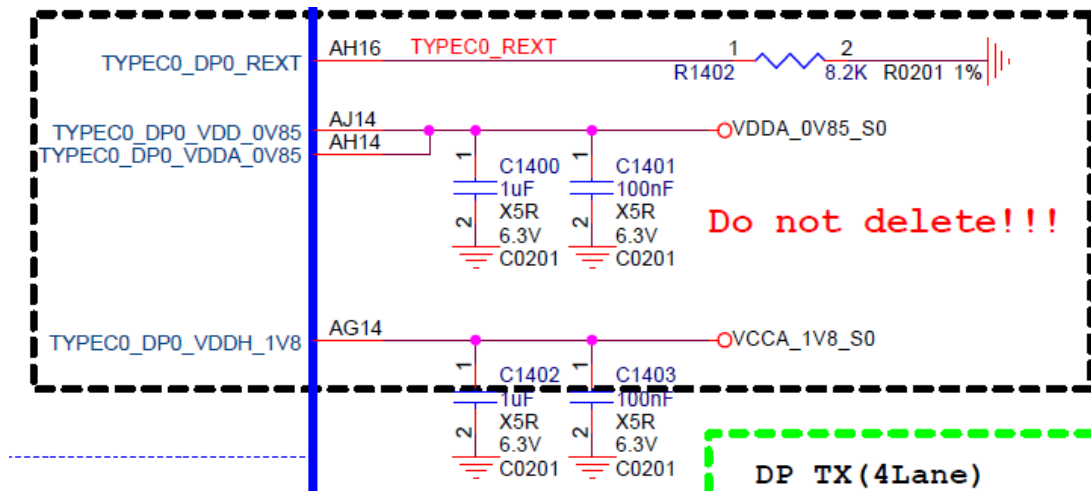 TYPEC0_DP0_REXT
AH16
TYPEC0_REXT
1
2
R1402
8.2K
R0201
1%
TYPEC0_DP0_VDD_0V85
AJ14
VDDA_0V85_S0
TYPEC0_DP0_VDDA_0V85
AH14
1
C1400
1uF
X5R
6.3V
C0201
2
1
C1401
100nF
X5R
6.3V
C0201
2
Do not delete!!!
TYPEC0_DP0_VDDH_1V8
AG14
VCCA_1V8_S0
1
C1402
1uF
X5R
6.3V
C0201
2
1
C1403
100nF
X5R
6.3V
C0201
2
DP TX(4Lane)